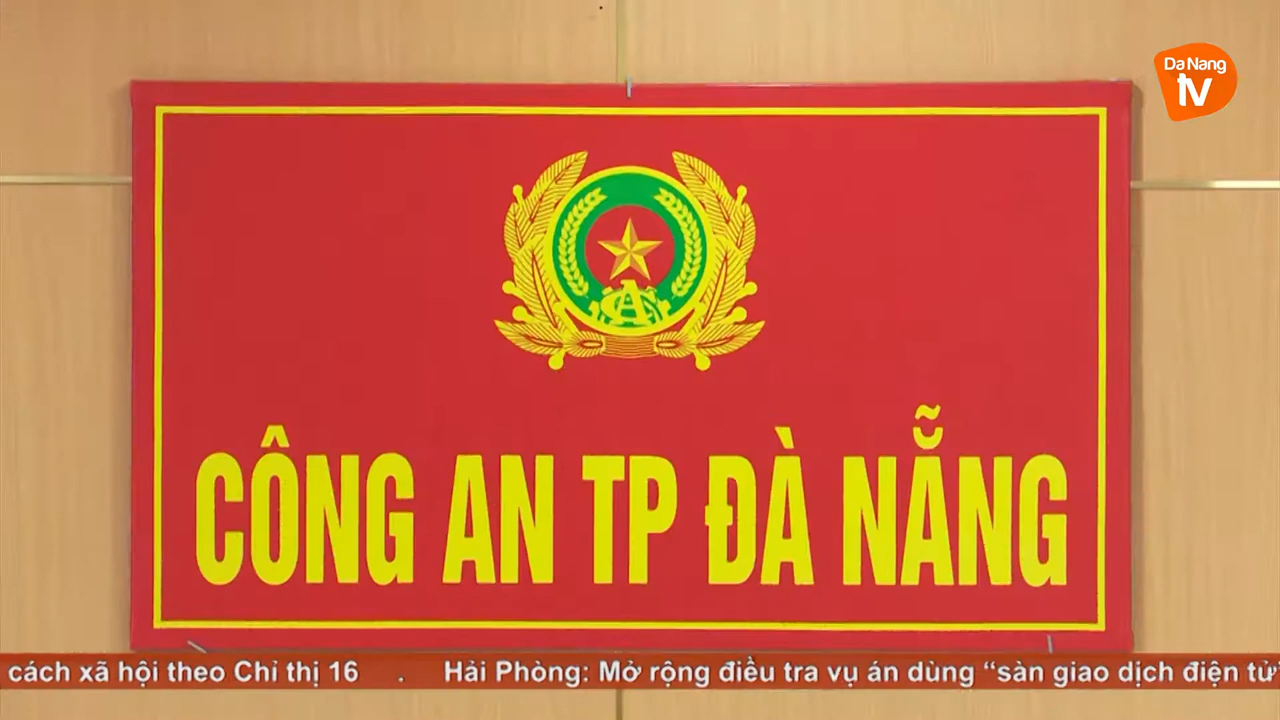 Da Nang
tv
CÔNG AN TP ĐÀ NẴNG
cách xã hội theo Chỉ thị 16 . Hải Phòng: Mở rộng điều tra vụ án dùng “sàn giao dịch điện tử”